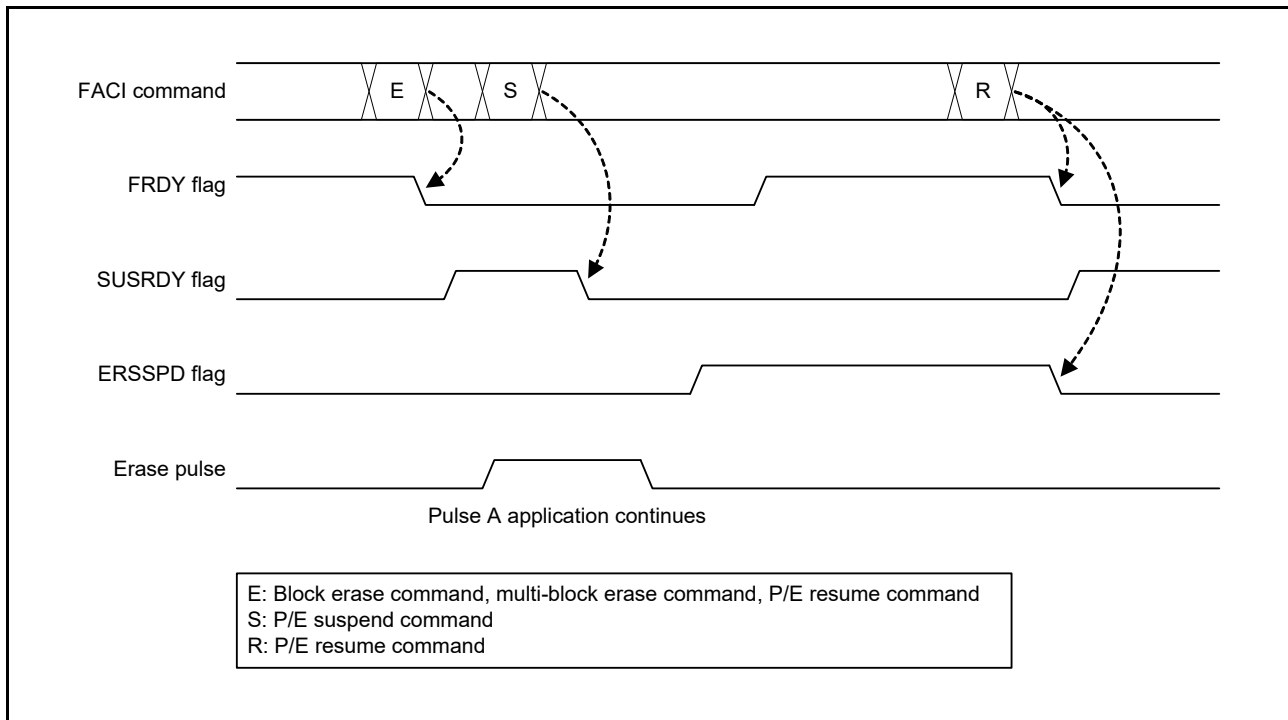 FACI command
E
S
R
FRDY flag
SUSRDY flag
ERSSPD flag
Erase pulse
Pulse A application continues
E: Block erase command, multi-block erase command, P/E resume command
S: P/E suspend command
R: P/E resume command